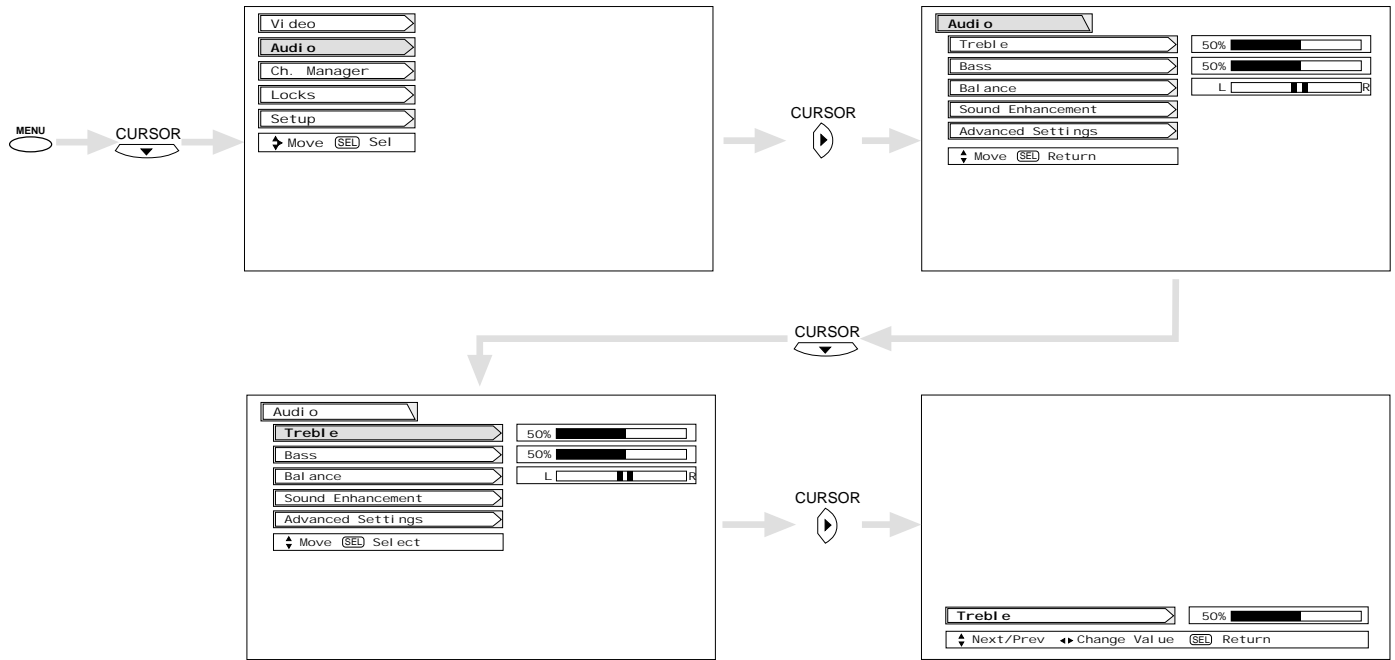 MENU
CURSOR
Video
Audio
Ch. Manager
Locks
Setup
Move SEL Sel
CURSOR
Audio
Treble 50%
Bass 50%
Balance L R
Sound Enhancement
Advanced Settings
Move SEL Return
CURSOR
Audio
Treble 50%
Bass 50%
Balance L R
Sound Enhancement
Advanced Settings
Move SEL Select
CURSOR
Treble 50%
Next/Prev Change Value SEL Return